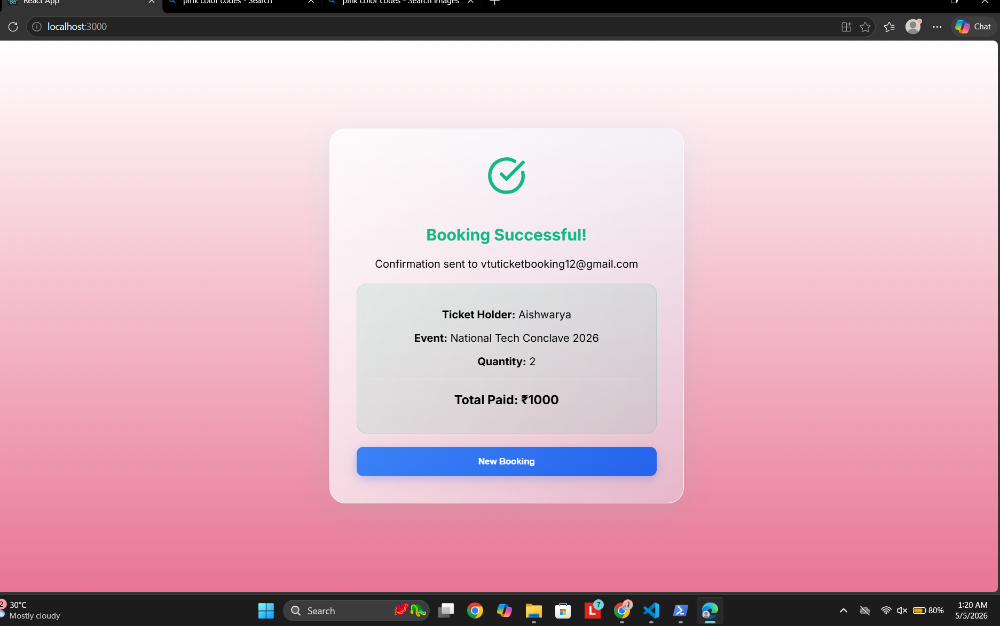 React App
pink color codes - Search
pink color codes - Search Images
localhost:3000
Chat
Booking Successful!
Confirmation sent to vtuticketbooking12@gmail.com
Ticket Holder: Aishwarya
Event: National Tech Conclave 2026
Quantity: 2
Total Paid: ₹1000
New Booking
2
30°C
Mostly cloudy
Search
L
7
80%
1:20 AM
5/5/2026